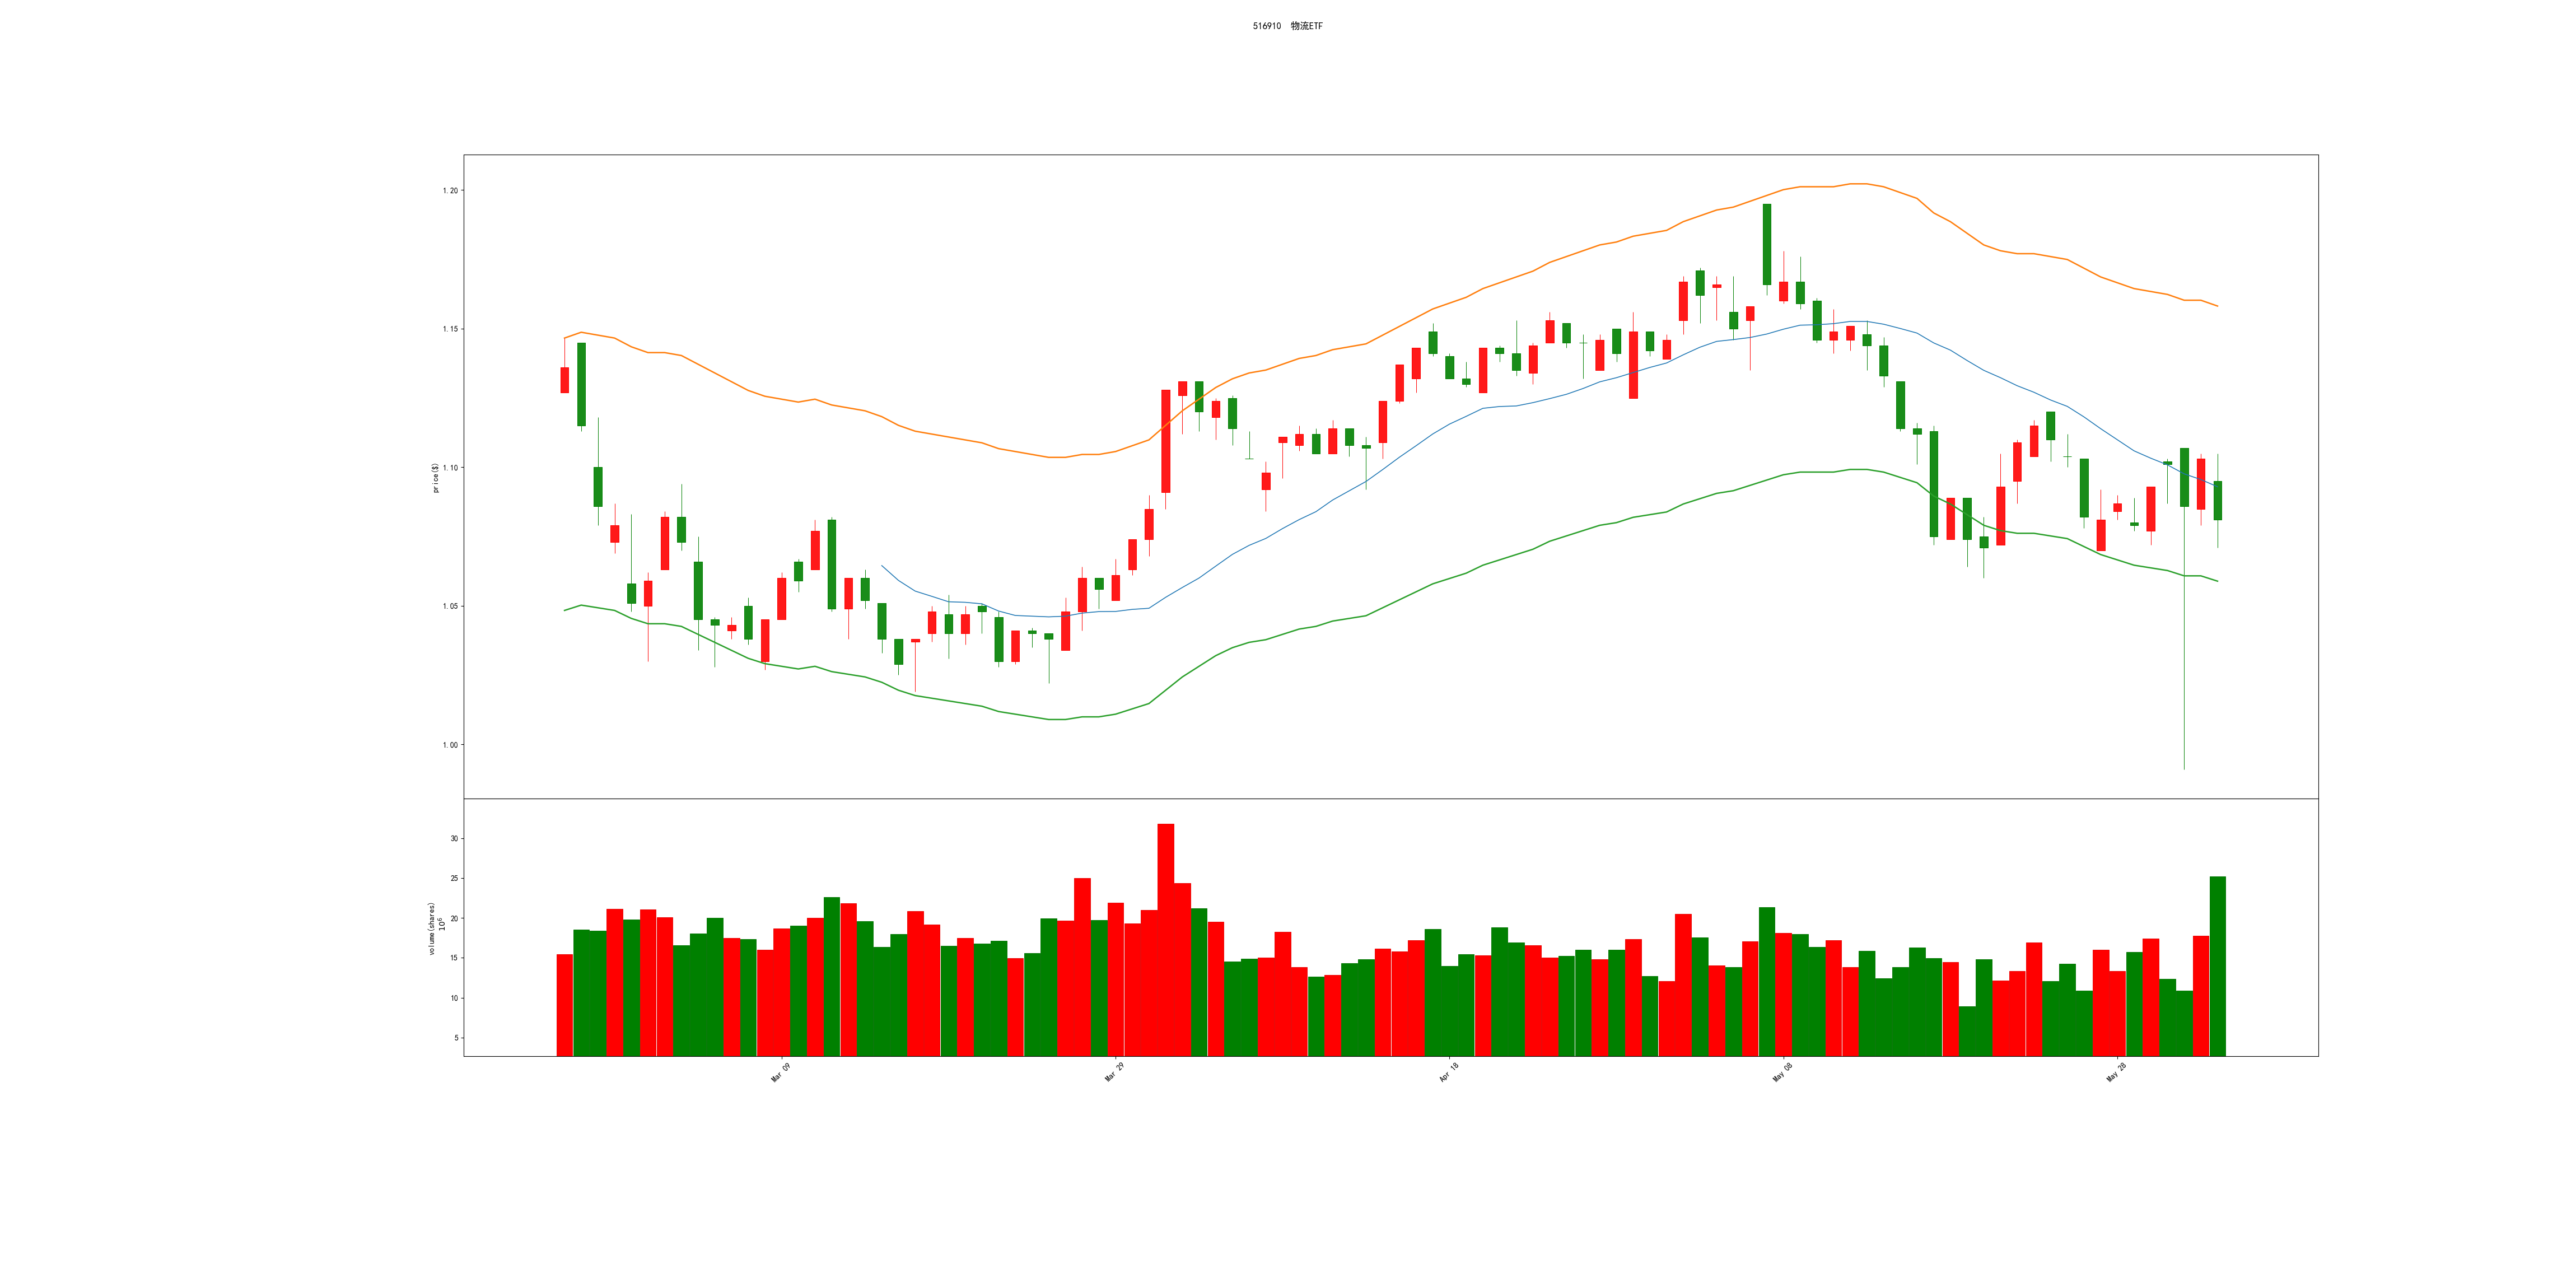 516910 物流ETF
price($)
1.20
1.15
1.10
1.05
1.00
volume(shares)
10^6
30
25
20
15
10
5
Mar 09
Mar 29
Apr 18
May 08
May 28